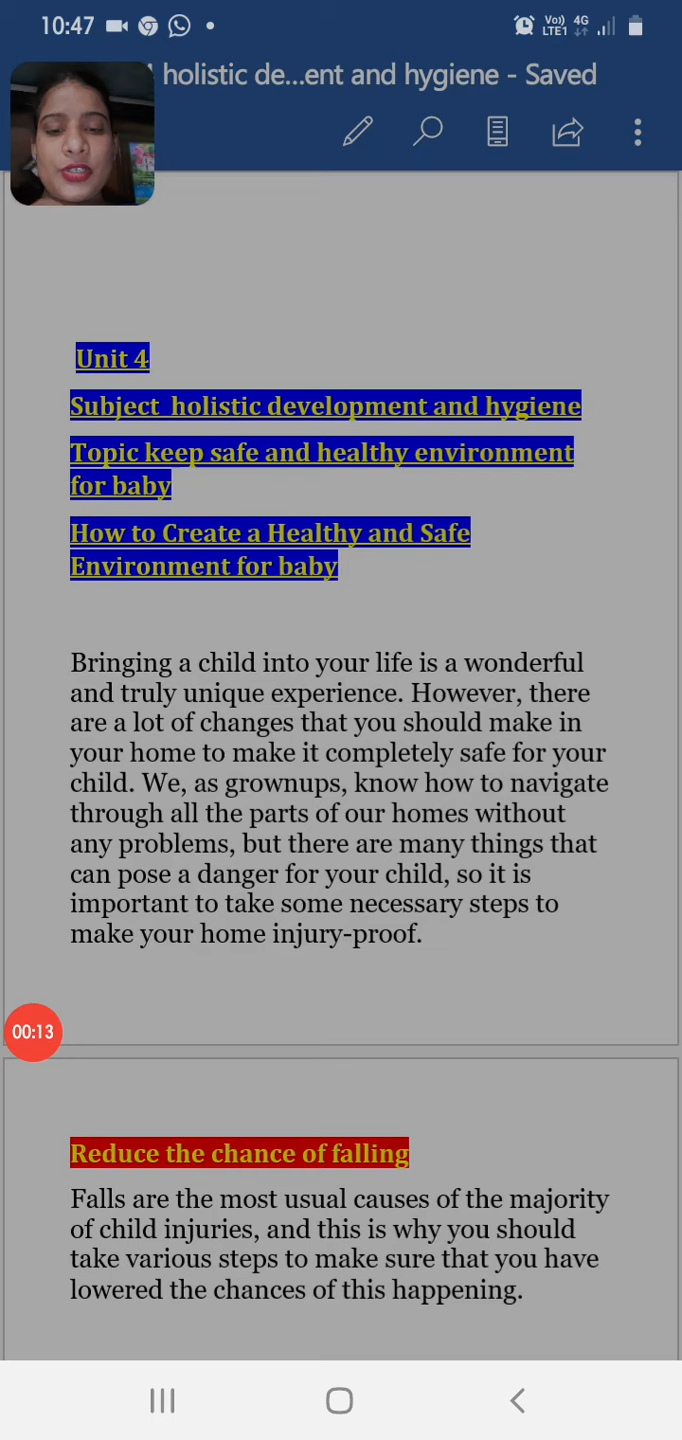 10:47
Vo)) 4G
LTE1
holistic de...ent and hygiene - Saved
Unit 4
Subject  holistic development and hygiene
Topic keep safe and healthy environment
for baby
How to Create a Healthy and Safe
Environment for baby
Bringing a child into your life is a wonderful
and truly unique experience. However, there
are a lot of changes that you should make in
your home to make it completely safe for your
child. We, as grownups, know how to navigate
through all the parts of our homes without
any problems, but there are many things that
can pose a danger for your child, so it is
important to take some necessary steps to
make your home injury-proof.
00:13
Reduce the chance of falling
Falls are the most usual causes of the majority
of child injuries, and this is why you should
take various steps to make sure that you have
lowered the chances of this happening.